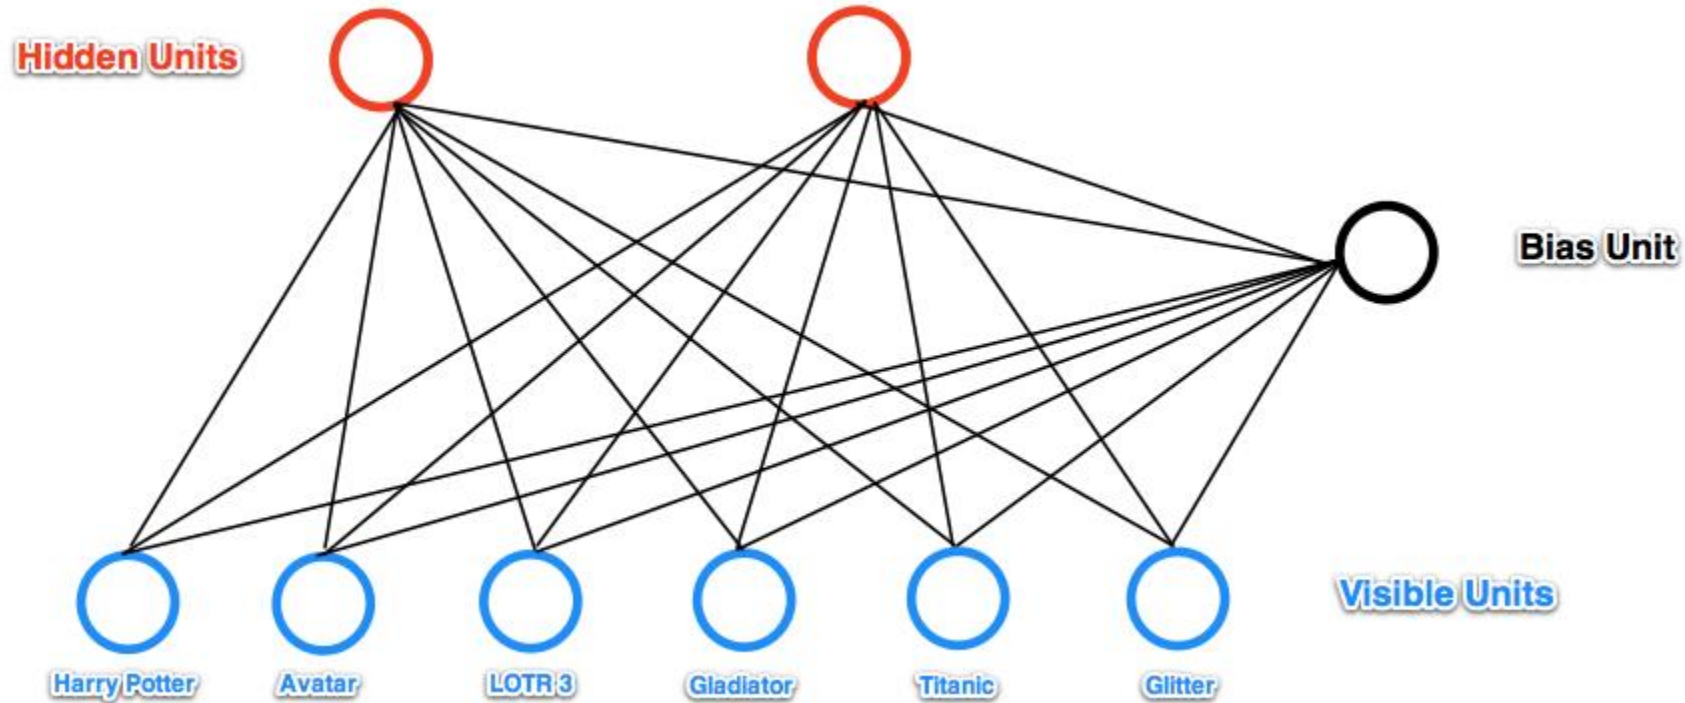 Hidden Units
Bias Unit
Visible Units
Harry Potter
Avatar
LOTR 3
Gladiator
Titanic
Glitter